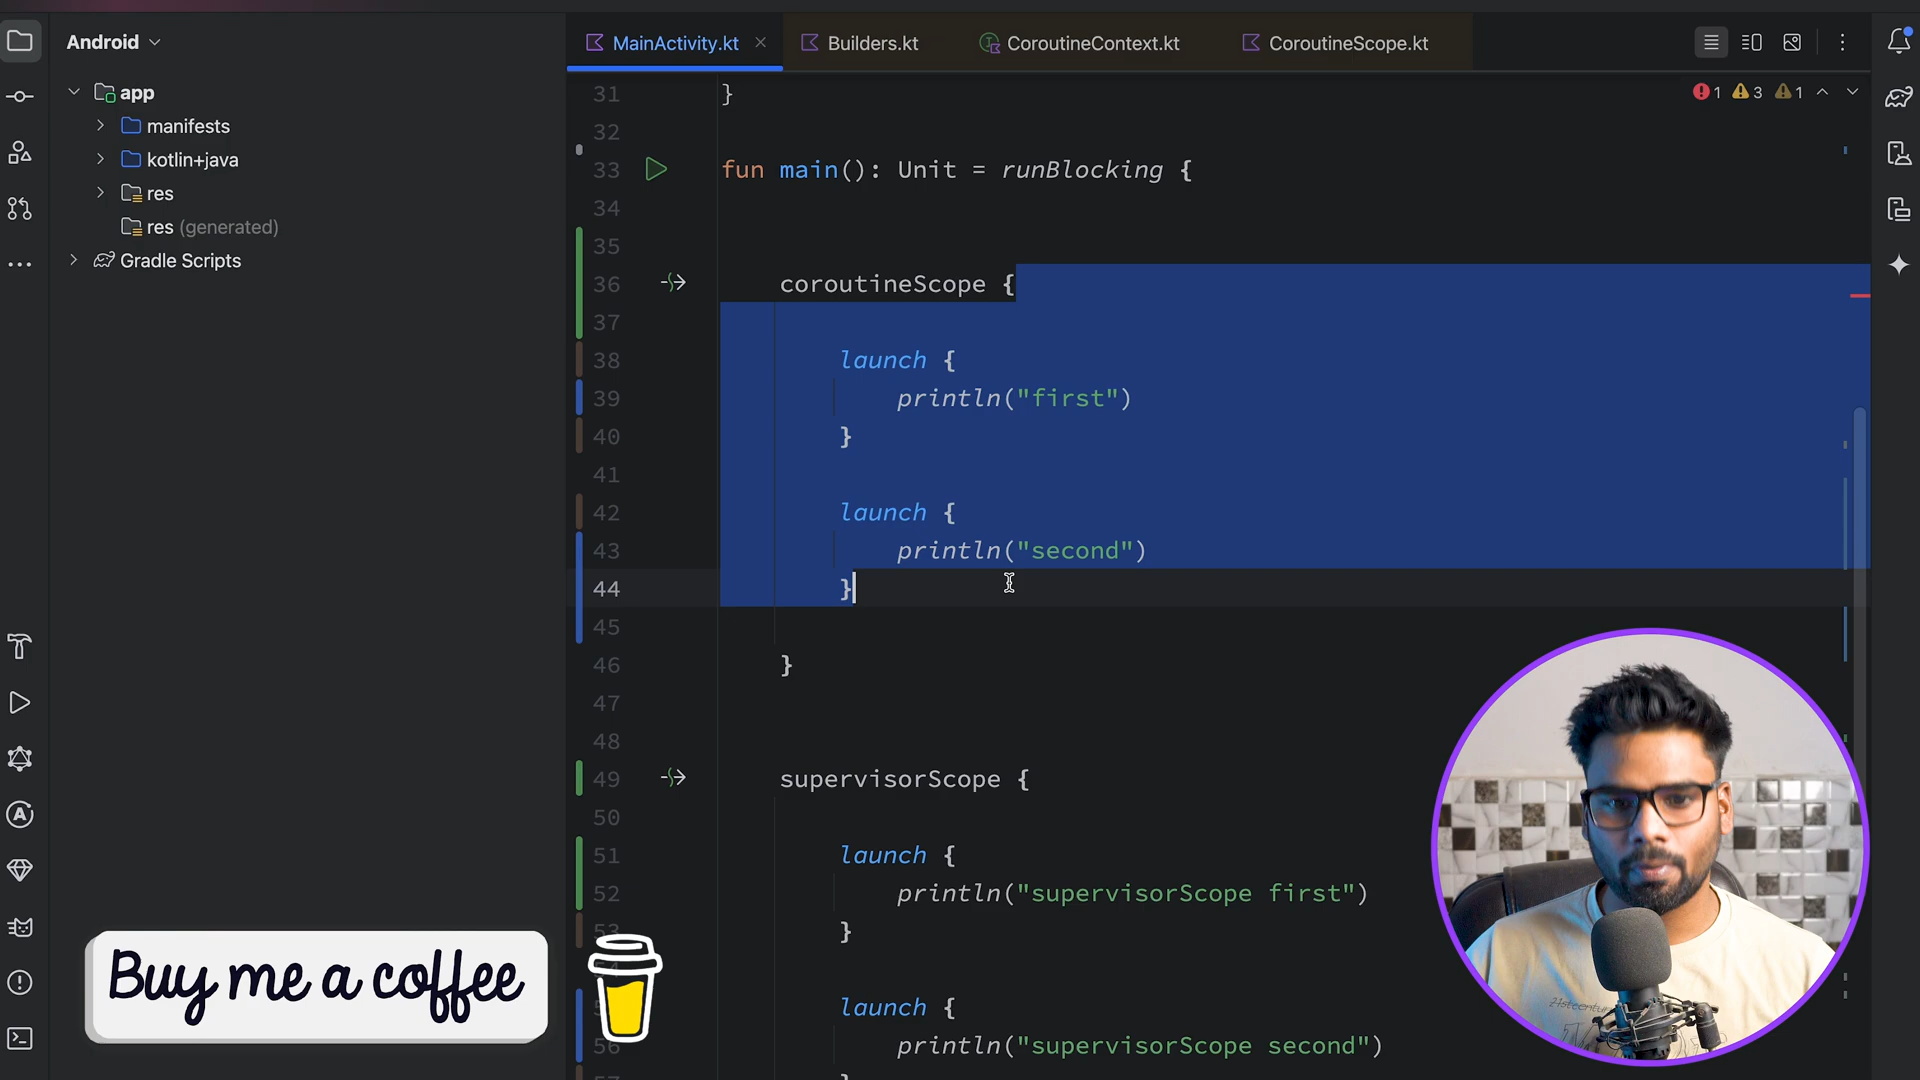 Android
MainActivity.kt
Builders.kt
CoroutineContext.kt
CoroutineScope.kt
app
manifests
kotlin+java
res
res (generated)
Gradle Scripts
1 3 1
31 }
32
33 fun main(): Unit = runBlocking {
34
35
36 coroutineScope {
37
38 launch {
39 println("first")
40 }
41
42 launch {
43 println("second")
44 }
45
46 }
47
48
49 supervisorScope {
50
51 launch {
52 println("supervisorScope first")
53 }
launch {
56 println("supervisorScope second")
57 }
Buy me a coffee